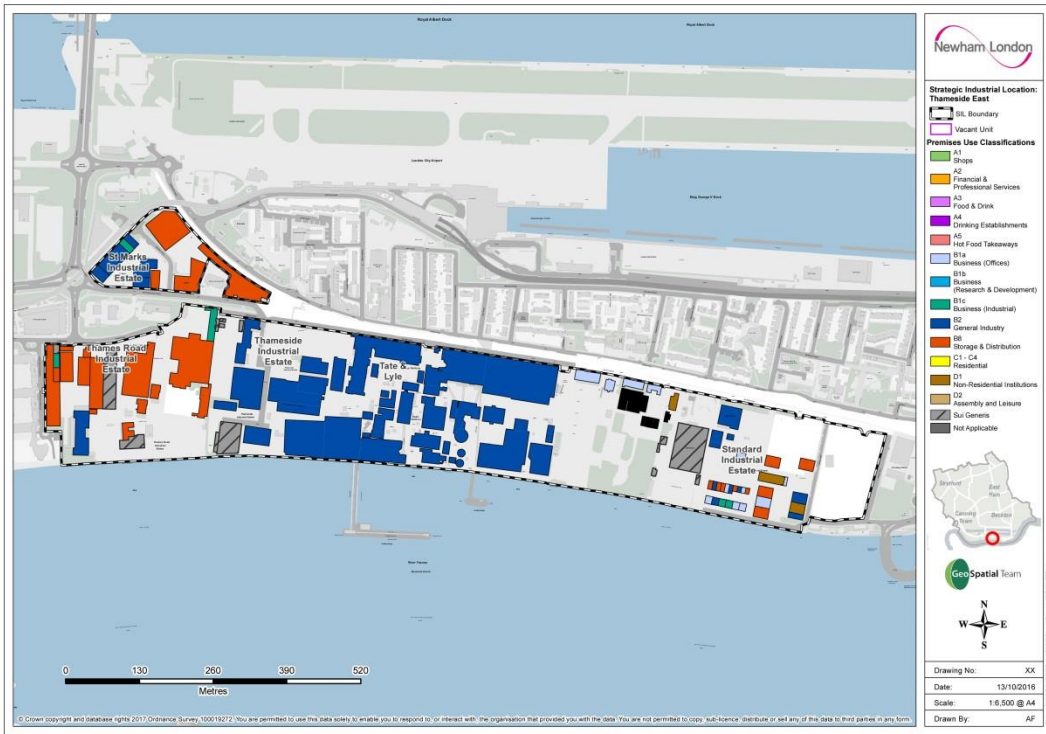 Royal Albert Dock
Royal Albert Dock
London City Airport
King George V Dock
St Marks
Industrial
Estate
Thames Road
Industrial
Estate
Thameside
Industrial
Estate
Tate &
Lyle
Standard
Industrial
Estate
River Thames
0 130 260 390 520
Metres
© Crown copyright and database rights 2017 Ordnance Survey 100019272. You are permitted to use this data solely to enable you to respond to, or interact with, the organisation that provided you with the data. You are not permitted to copy, sub-licence, distribute or sell any of this data to third parties in any form.
Newham London
Strategic Industrial Location:
Thameside East
SIL Boundary
Vacant Unit
Premises Use Classifications
A1
Shops
A2
Financial &
Professional Services
A3
Food & Drink
A4
Drinking Establishments
A5
Hot Food Takeaways
B1a
Business (Offices)
B1b
Business
(Research & Development)
B1c
Business (Industrial)
B2
General Industry
B8
Storage & Distribution
C1 - C4
Residential
D1
Non-Residential Institutions
D2
Assembly and Leisure
Sui Generis
Not Applicable
Stratford
East
Ham
Canning
Town
Beckton
GeoSpatial Team
N
W E
S
Drawing No: XX
Date: 13/10/2016
Scale: 1:6,500 @ A4
Drawn By: AF